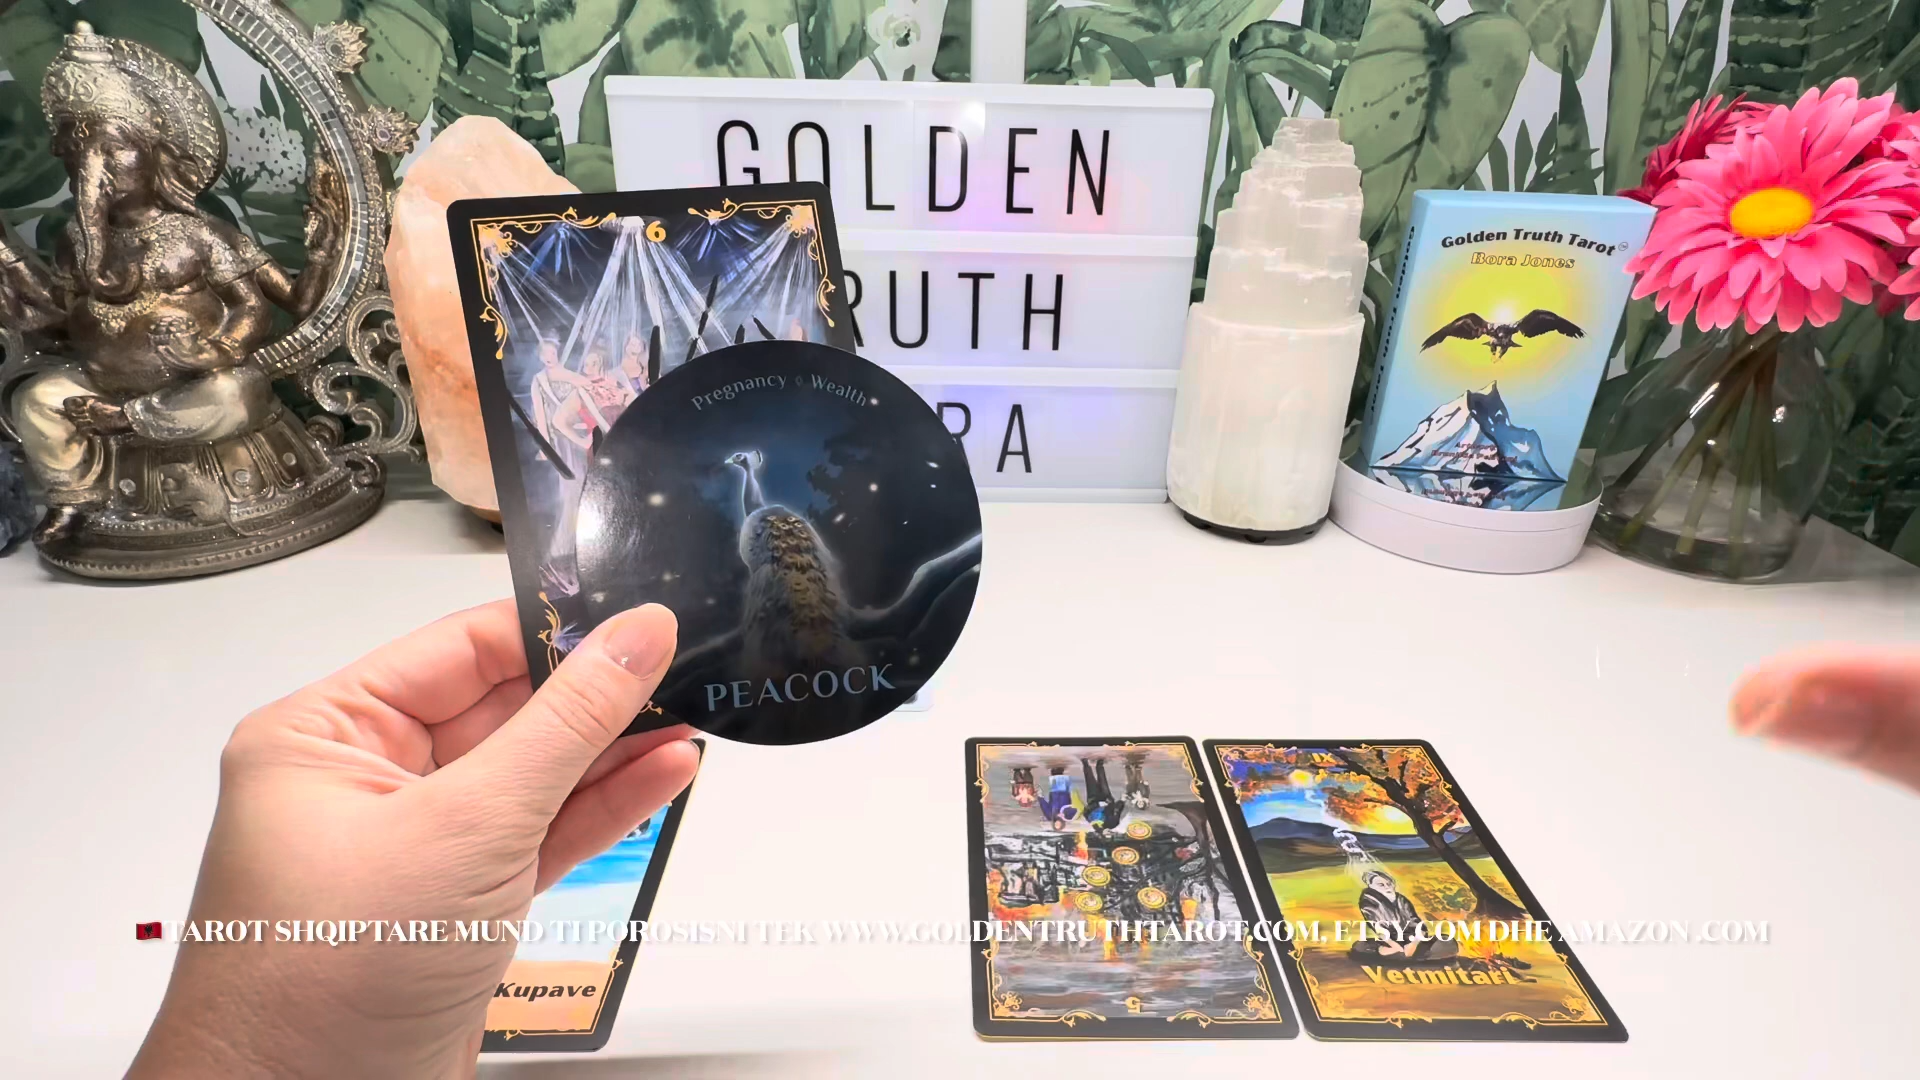 GOLDEN
RUTH
RA
Golden Truth Tarot
Bora Jones
6
Pregnancy ◊ Wealth
PEACOCK
IX
TAROT SHQIPTARE MUND TI POROSISNI TEK WWW.GOLDENTRUTHTAROT.COM, ETSY.COM DHE AMAZON .COM
Kupave
5
Vetmitari